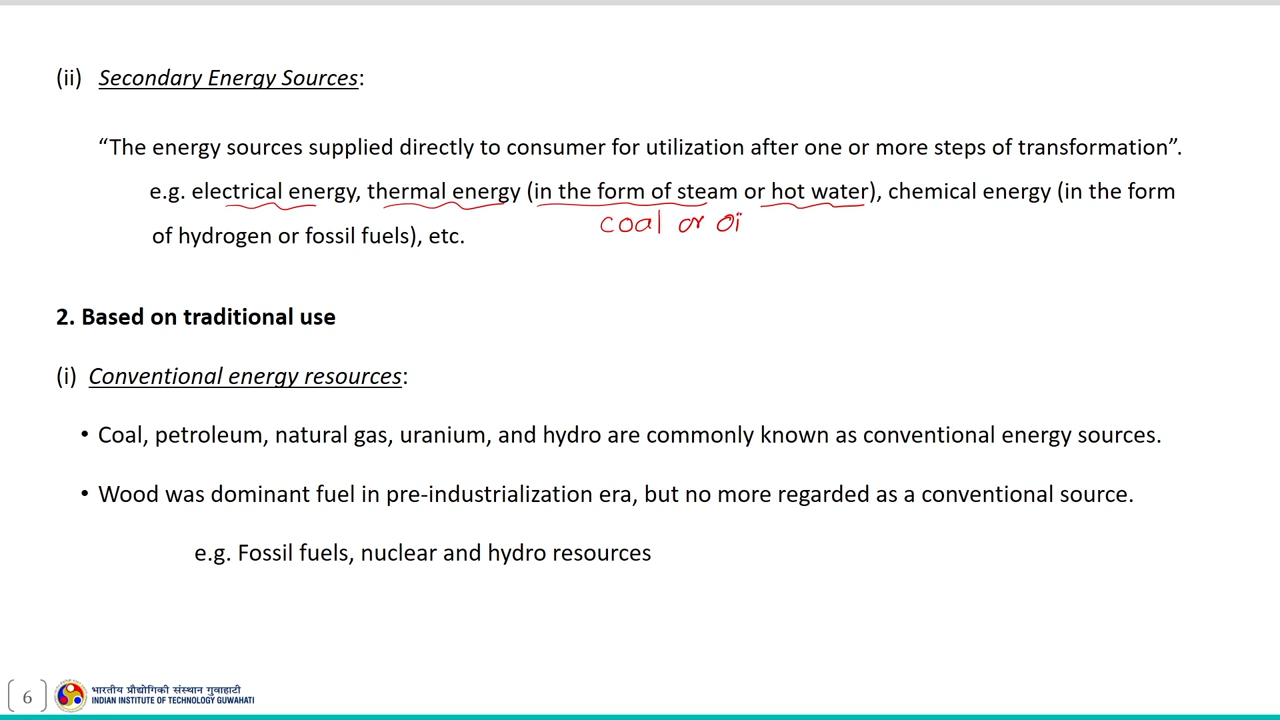 (ii) Secondary Energy Sources:
“The energy sources supplied directly to consumer for utilization after one or more steps of transformation”.
e.g. electrical energy, thermal energy (in the form of steam or hot water), chemical energy (in the form
coal or oi
of hydrogen or fossil fuels), etc.
2. Based on traditional use
(i) Conventional energy resources:
• Coal, petroleum, natural gas, uranium, and hydro are commonly known as conventional energy sources.
• Wood was dominant fuel in pre-industrialization era, but no more regarded as a conventional source.
e.g. Fossil fuels, nuclear and hydro resources
6
भारतीय प्रौद्योगिकी संस्थान गुवाहाटी
INDIAN INSTITUTE OF TECHNOLOGY GUWAHATI